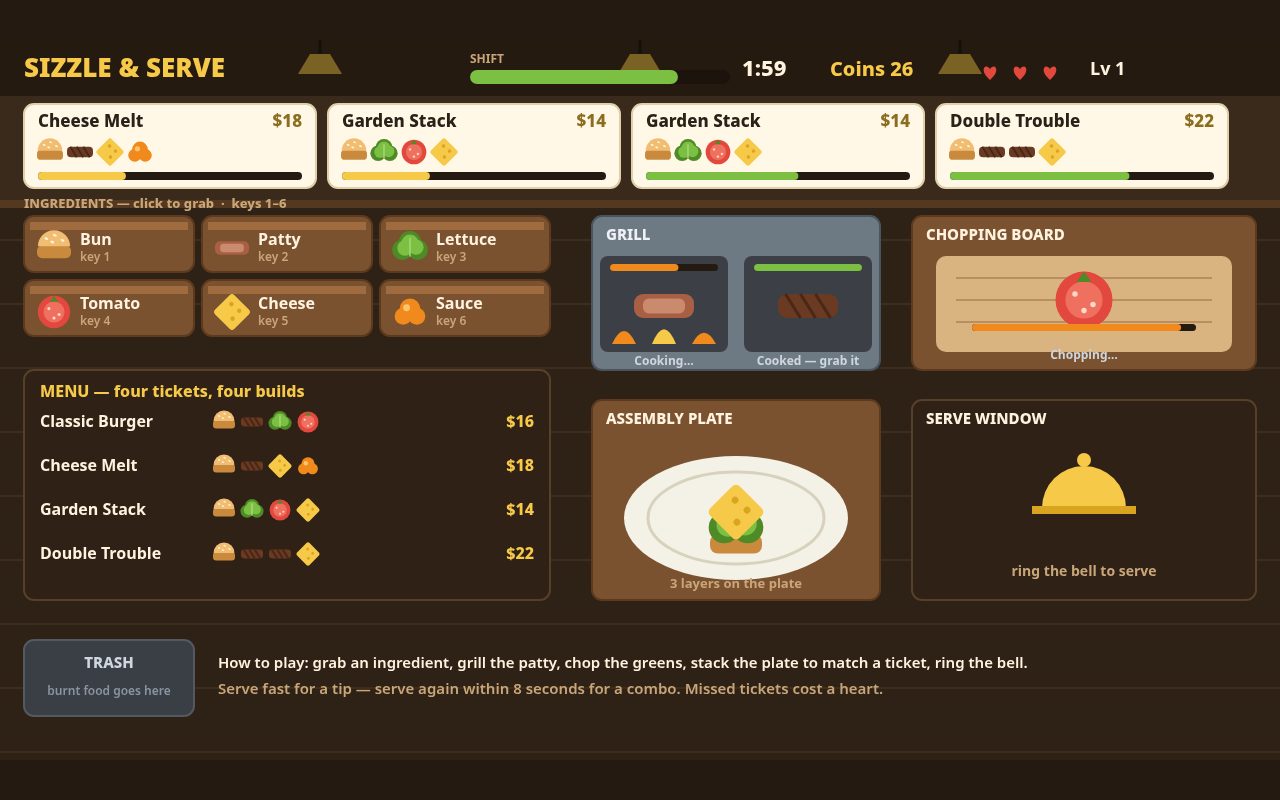 SIZZLE & SERVE
SHIFT
1:59
Coins 26
Lv 1
Cheese Melt $18
Garden Stack $14
Garden Stack $14
Double Trouble $22
INGREDIENTS — click to grab · keys 1–6
Bun
key 1
Patty
key 2
Lettuce
key 3
Tomato
key 4
Cheese
key 5
Sauce
key 6
GRILL
Cooking...
Cooked — grab it
CHOPPING BOARD
Chopping...
MENU — four tickets, four builds
Classic Burger $16
Cheese Melt $18
Garden Stack $14
Double Trouble $22
ASSEMBLY PLATE
3 layers on the plate
SERVE WINDOW
ring the bell to serve
TRASH
burnt food goes here
How to play: grab an ingredient, grill the patty, chop the greens, stack the plate to match a ticket, ring the bell.
Serve fast for a tip — serve again within 8 seconds for a combo. Missed tickets cost a heart.